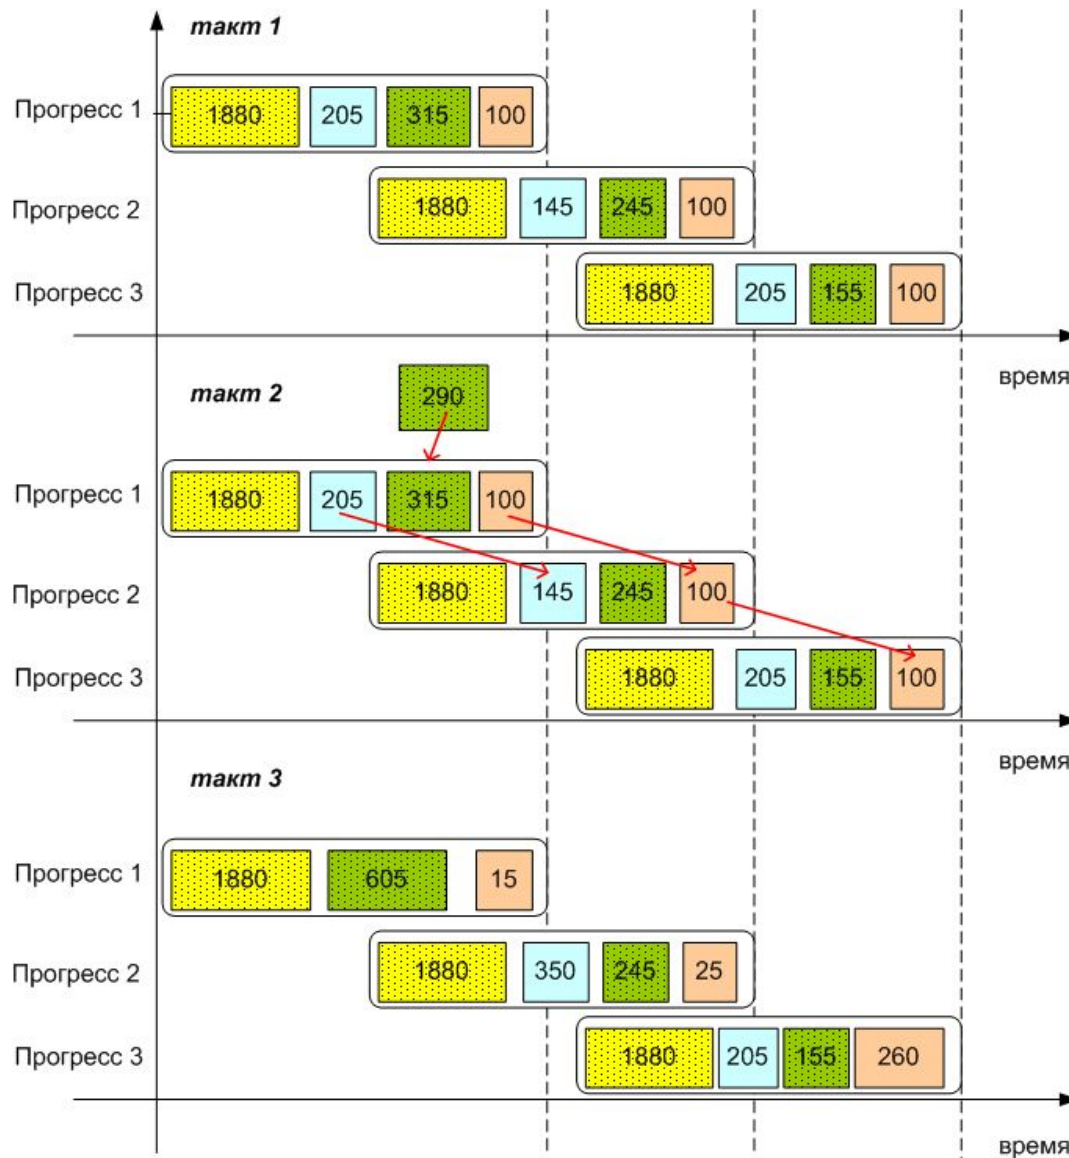 такт 1
Прогресс 1 1880 205 315 100
Прогресс 2 1880 145 245 100
Прогресс 3 1880 205 155 100
время
такт 2
290
Прогресс 1 1880 205 315 100
Прогресс 2 1880 145 245 100
Прогресс 3 1880 205 155 100
время
такт 3
Прогресс 1 1880 605 15
Прогресс 2 1880 350 245 25
Прогресс 3 1880 205 155 260
время